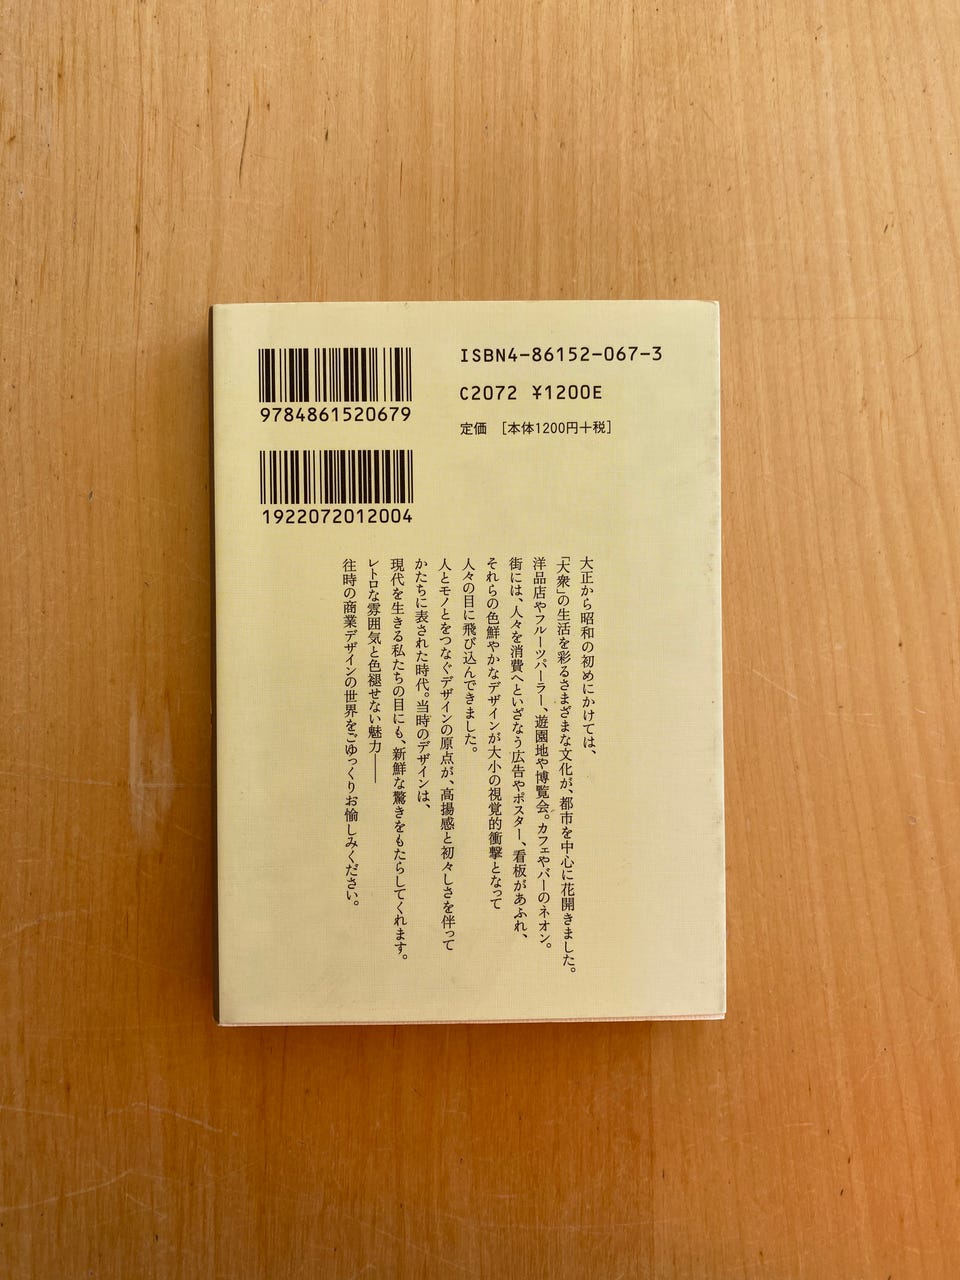 9784861520679
1922072012004
ISBN4-86152-067-3
C2072 ¥1200E
定価 [本体1200円+税]
大正から昭和の初めにかけては、
「大衆」の生活を彩るさまざまな文化が、都市を中心に花開きました。
洋品店やフルーツパーラー、遊園地や博覧会。カフェやバーのネオン。
街には、人々を消費へといざなう広告やポスター、看板があふれ、
それらの色鮮やかなデザインが大小の視覚的衝撃となって
人々の目に飛び込んできました。
人とモノとをつなぐデザインの原点が、高揚感と初々しさを伴って
かたちに表された時代。当時のデザインは、
現代を生きる私たちの目にも、新鮮な驚きをもたらしてくれます。
レトロな雰囲気と色褪せない魅力――
往時の商業デザインの世界をごゆっくりお愉しみください。